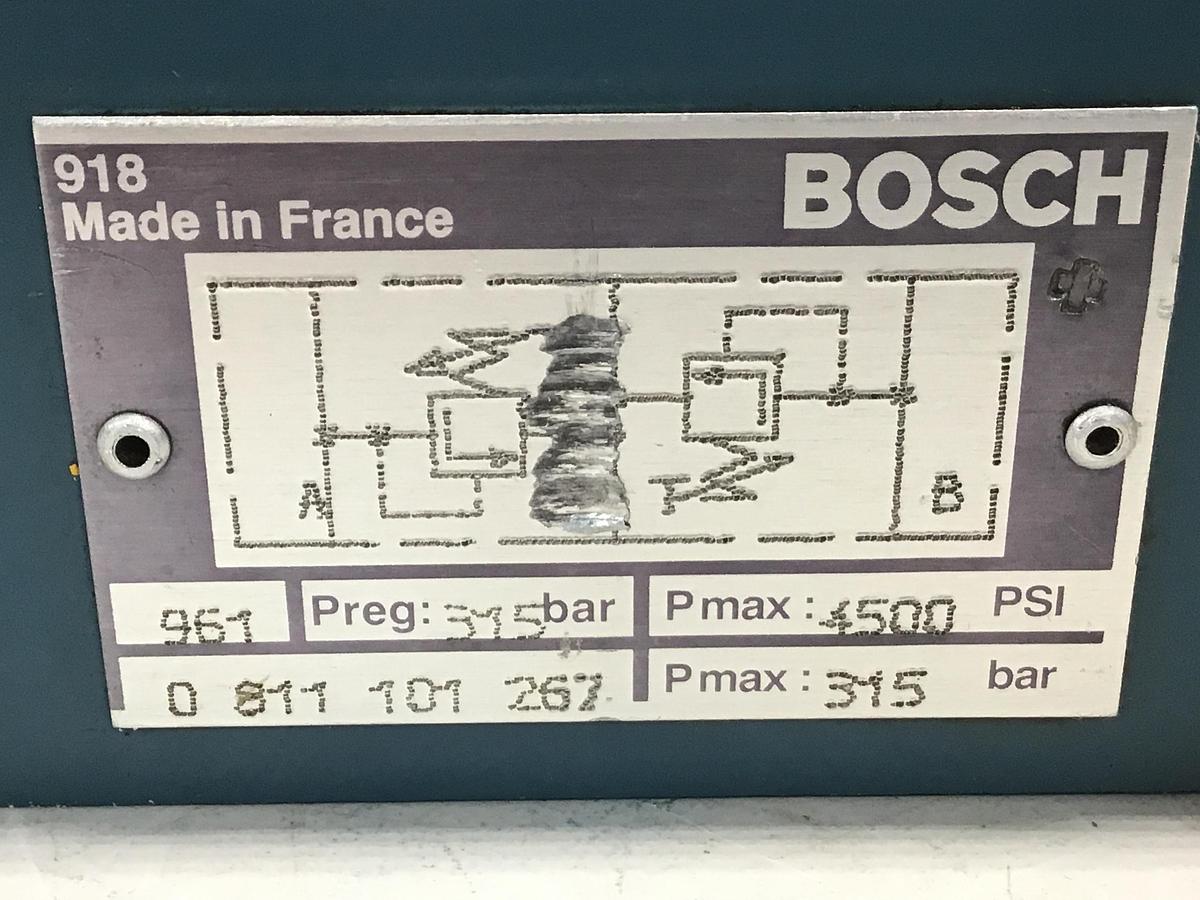 918
Made in France
BOSCH
A
B
961
Preg: 315 bar
Pmax : 4500 PSI
0 811 101 267
Pmax : 315 bar